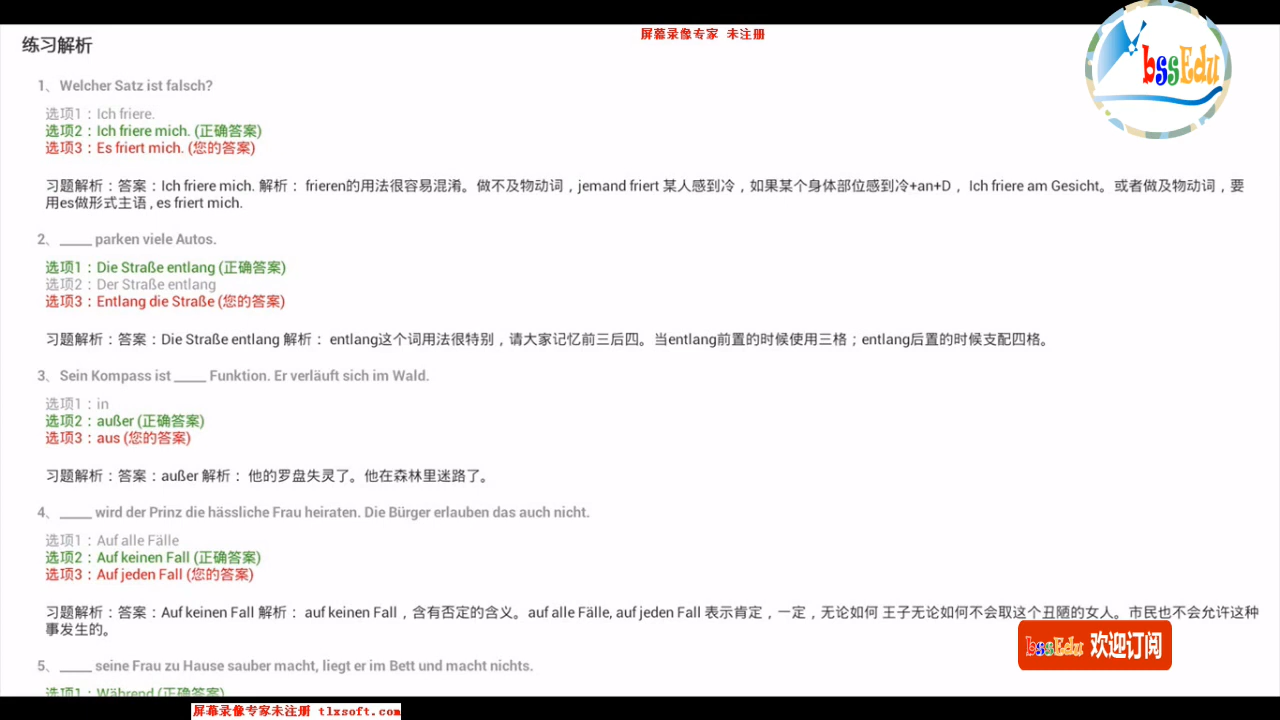 屏幕录像专家 未注册
练习解析
bssEdu
1、Welcher Satz ist falsch?
选项1：Ich friere.
选项2：Ich friere mich. (正确答案)
选项3：Es friert mich. (您的答案)
习题解析：答案：Ich friere mich. 解析： frieren的用法很容易混淆。做不及物动词，jemand friert 某人感到冷，如果某个身体部位感到冷+an+D， Ich friere am Gesicht。或者做及物动词，要
用es做形式主语 , es friert mich.
2、_____ parken viele Autos.
选项1：Die Straße entlang (正确答案)
选项2：Der Straße entlang
选项3：Entlang die Straße (您的答案)
习题解析：答案：Die Straße entlang 解析： entlang这个词用法很特别，请大家记忆前三后四。当entlang前置的时候使用三格；entlang后置的时候支配四格。
3、Sein Kompass ist _____ Funktion. Er verläuft sich im Wald.
选项1：in
选项2：außer (正确答案)
选项3：aus (您的答案)
习题解析：答案：außer 解析： 他的罗盘失灵了。他在森林里迷路了。
4、_____ wird der Prinz die hässliche Frau heiraten. Die Bürger erlauben das auch nicht.
选项1：Auf alle Fälle
选项2：Auf keinen Fall (正确答案)
选项3：Auf jeden Fall (您的答案)
习题解析：答案：Auf keinen Fall 解析： auf keinen Fall，含有否定的含义。auf alle Fälle, auf jeden Fall 表示肯定，一定，无论如何 王子无论如何不会取这个丑陋的女人。市民也不会允许这种
事发生的。
bssEdu 欢迎订阅
5、_____ seine Frau zu Hause sauber macht, liegt er im Bett und macht nichts.
选项1：Während (正确答案)
屏幕录像专家未注册 tlxsoft.com